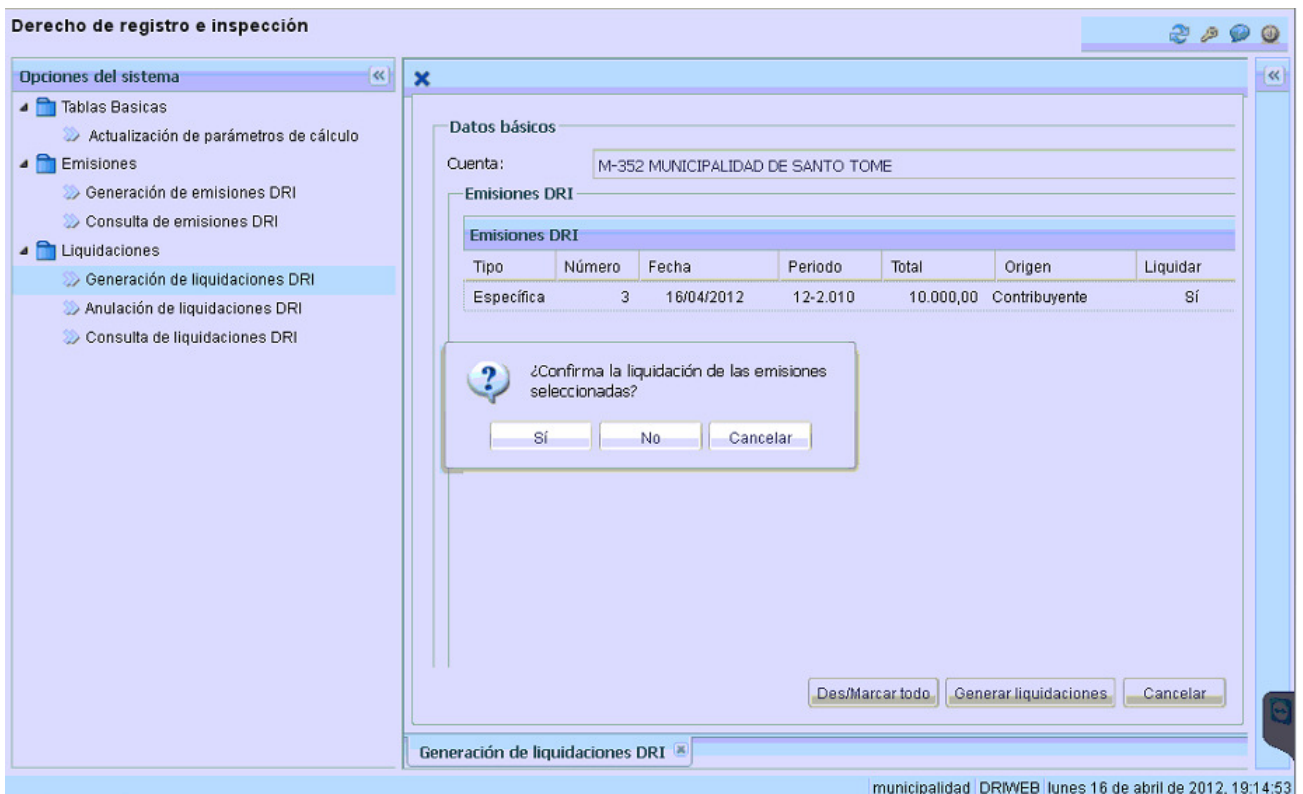 Derecho de registro e inspección
Opciones del sistema
Tablas Basicas
Actualización de parámetros de cálculo
Emisiones
Generación de emisiones DRI
Consulta de emisiones DRI
Liquidaciones
Generación de liquidaciones DRI
Anulación de liquidaciones DRI
Consulta de liquidaciones DRI
Datos básicos
Cuenta: M-352 MUNICIPALIDAD DE SANTO TOME
Emisiones DRI
Emisiones DRI
Tipo Número Fecha Periodo Total Origen Liquidar
Específica 3 16/04/2012 12-2.010 10.000,00 Contribuyente Sí
¿Confirma la liquidación de las emisiones
seleccionadas?
Sí No Cancelar
Des/Marcar todo Generar liquidaciones Cancelar
Generación de liquidaciones DRI
municipalidad DRIWEB lunes 16 de abril de 2012, 19:14:53